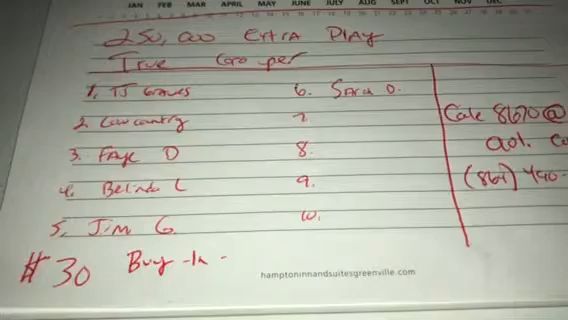 JAN FEB MAR APRIL MAY JUNE JULY AUG SEPT OCT NOV DEC
250,000 Extra Play
True Grouper
1. TJ Graves
2. Lowcountry
3. Faye D
4. Belinda L
5. Jim G
6. Sara D.
7.
8.
9.
10.
Cale 8670@
aol. co
(864) 440-
#30 Buy-In -
hamptoninnandsuitesgreenville.com